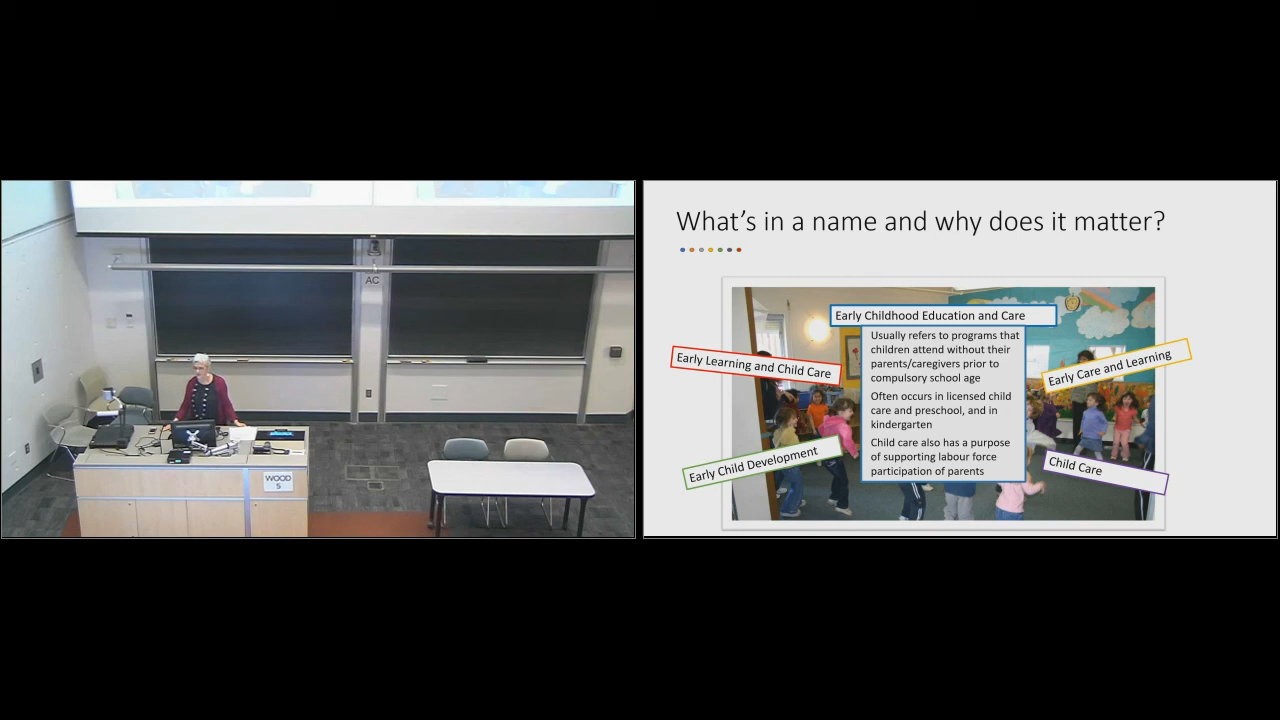 AC
WOOD
5
What's in a name and why does it matter?
Early Childhood Education and Care
Usually refers to programs that
children attend without their
parents/caregivers prior to
compulsory school age
Often occurs in licensed child
care and preschool, and in
kindergarten
Child care also has a purpose
of supporting labour force
participation of parents
Early Learning and Child Care
Early Care and Learning
Early Child Development
Child Care